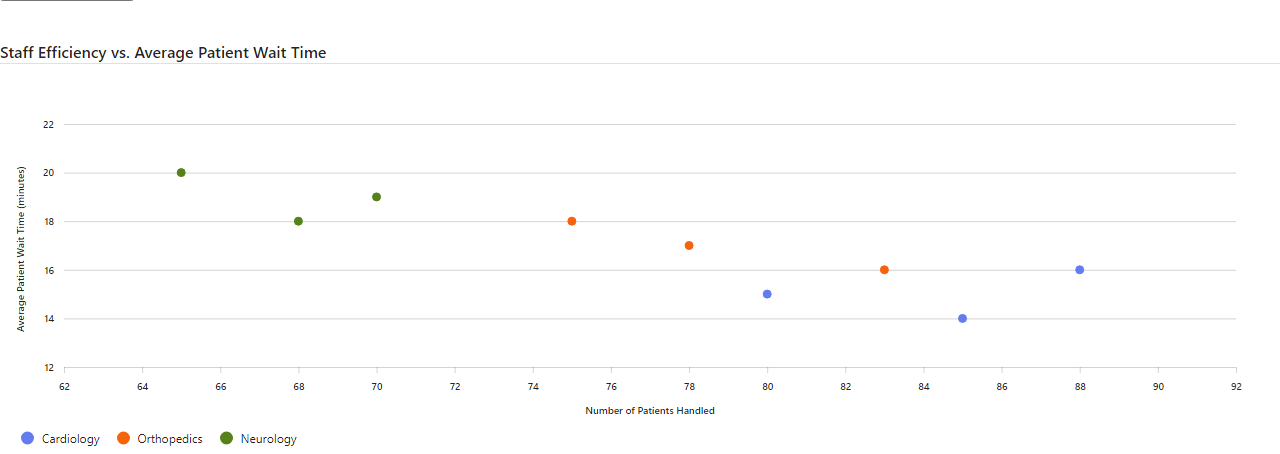 Staff Efficiency vs. Average Patient Wait Time
Average Patient Wait Time (minutes)
22
20
18
16
14
12
62 64 66 68 70 72 74 76 78 80 82 84 86 88 90 92
Number of Patients Handled
Cardiology Orthopedics Neurology